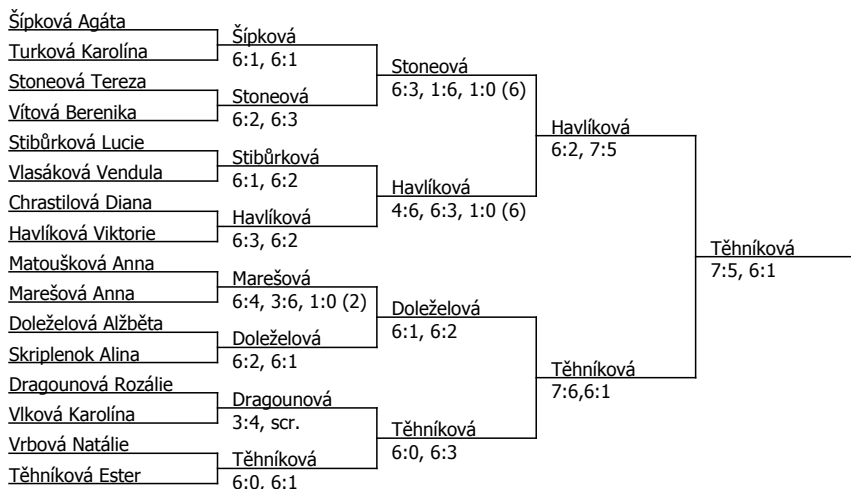 Šípková Agáta
Turková Karolína
Stoneová Tereza
Vítová Berenika
Stibůrková Lucie
Vlasáková Vendula
Chrastilová Diana
Havlíková Viktorie
Matoušková Anna
Marešová Anna
Doleželová Alžběta
Skriplenok Alina
Dragounová Rozálie
Vlková Karolína
Vrbová Natálie
Těhníková Ester
Šípková
6:1, 6:1
Stoneová
6:2, 6:3
Stibůrková
6:1, 6:2
Havlíková
6:3, 6:2
Marešová
6:4, 3:6, 1:0 (2)
Doleželová
6:2, 6:1
Dragounová
3:4, scr.
Těhníková
6:0, 6:1
Stoneová
6:3, 1:6, 1:0 (6)
Havlíková
4:6, 6:3, 1:0 (6)
Doleželová
6:1, 6:2
Těhníková
6:0, 6:3
Havlíková
6:2, 7:5
Těhníková
7:6,6:1
Těhníková
7:5, 6:1